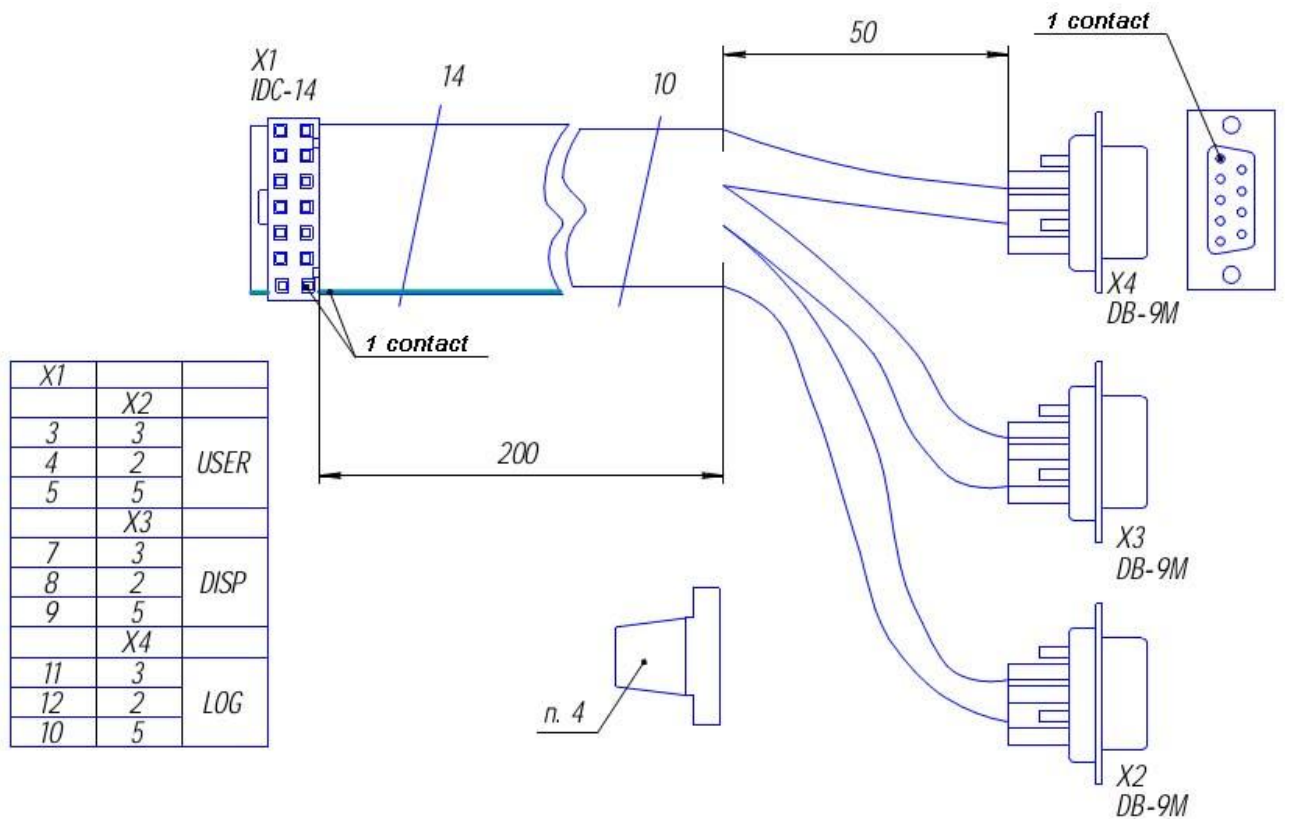 X1
IDC-14
14
10
50
1 contact
X4
DB-9M
1 contact
200
X3
DB-9M
n. 4
X2
DB-9M
X1
X2
3 3 USER
4 2
5 5
X3
7 3 DISP
8 2
9 5
X4
11 3 LOG
12 2
10 5